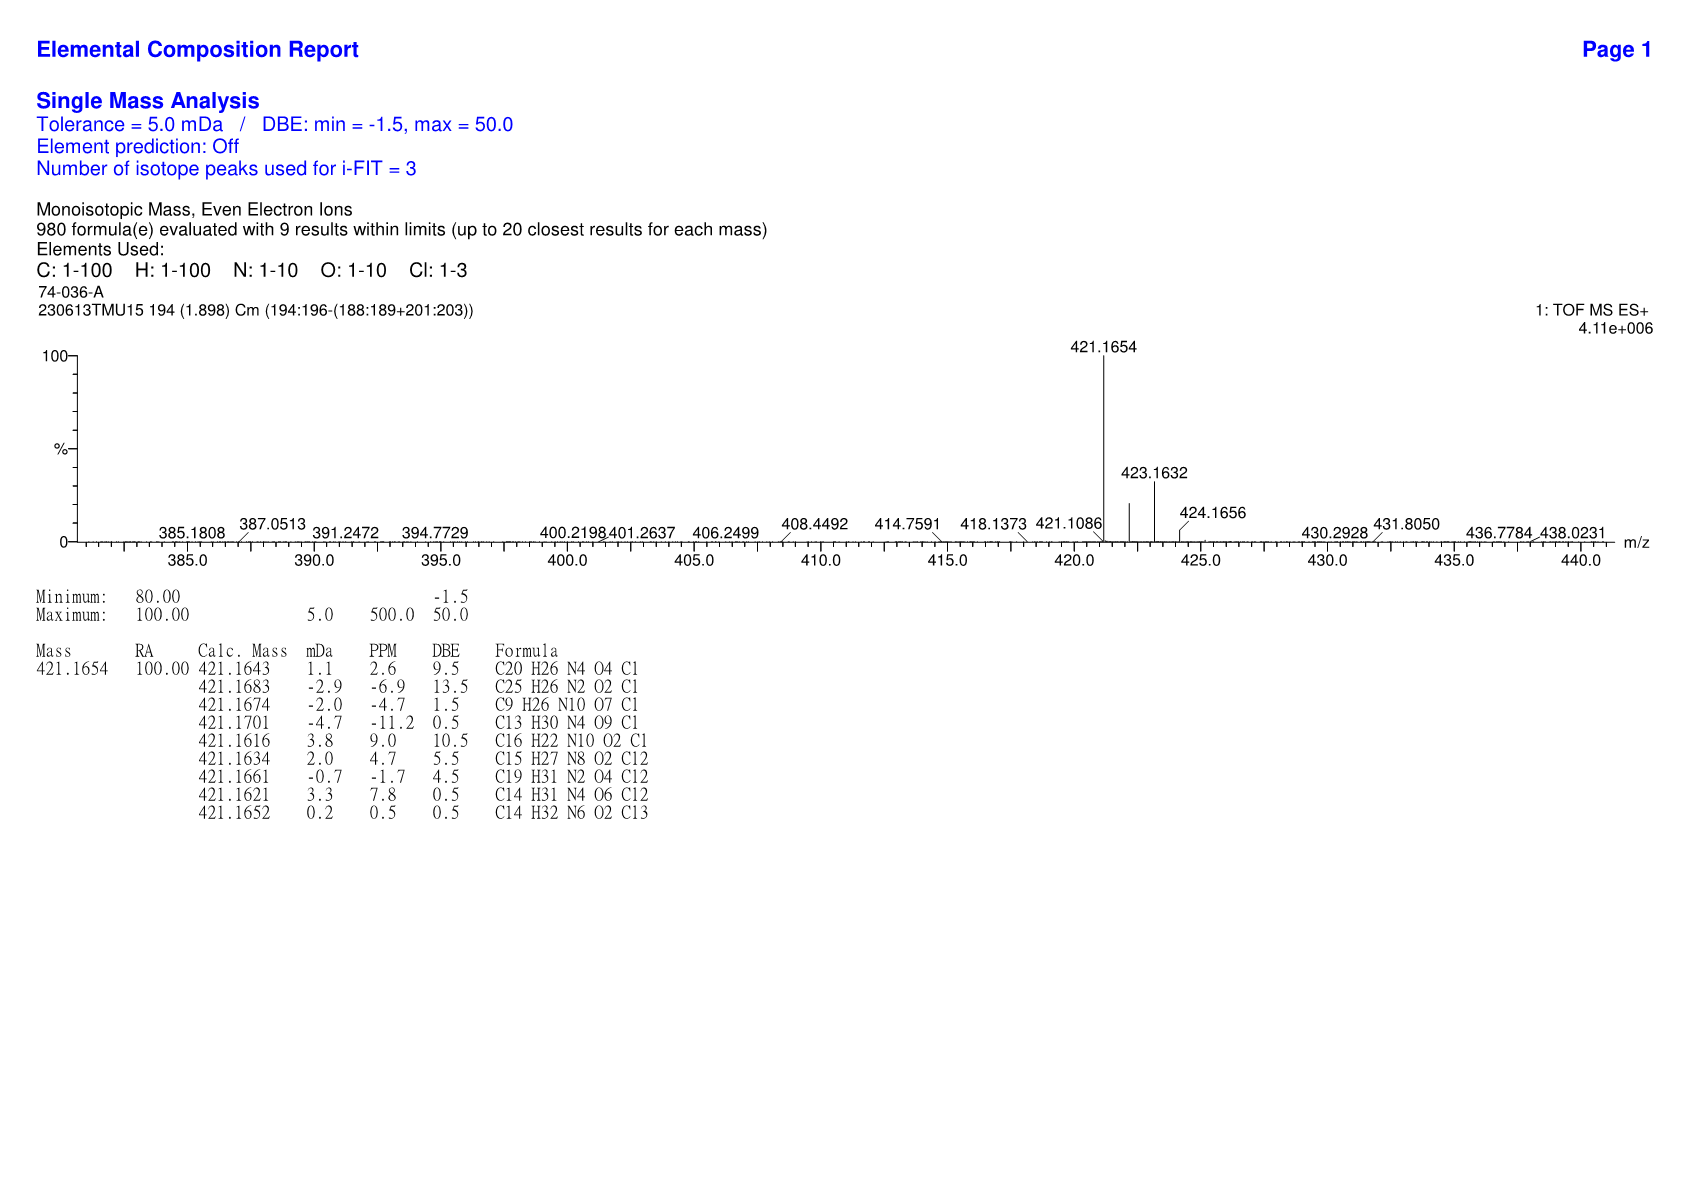 Elemental Composition Report Page 1
Single Mass Analysis
Tolerance = 5.0 mDa / DBE: min = -1.5, max = 50.0
Element prediction: Off
Number of isotope peaks used for i-FIT = 3
Monoisotopic Mass, Even Electron Ions
980 formula(e) evaluated with 9 results within limits (up to 20 closest results for each mass)
Elements Used:
C: 1-100 H: 1-100 N: 1-10 O: 1-10 Cl: 1-3
74-036-A
230613TMU15 194 (1.898) Cm (194:196-(188:189+201:203))
1: TOF MS ES+
4.11e+006
100
%
0
421.1654
423.1632
424.1656
385.1808 387.0513 391.2472 394.7729 400.2198 401.2637 406.2499 408.4492 414.7591 418.1373 421.1086 430.2928 431.8050 436.7784 438.0231
m/z
385.0 390.0 395.0 400.0 405.0 410.0 415.0 420.0 425.0 430.0 435.0 440.0
Minimum: 80.00 -1.5
Maximum: 100.00 5.0 500.0 50.0
Mass RA Calc. Mass mDa PPM DBE Formula
421.1654 100.00 421.1643 1.1 2.6 9.5 C20 H26 N4 O4 Cl
421.1683 -2.9 -6.9 13.5 C25 H26 N2 O2 Cl
421.1674 -2.0 -4.7 1.5 C9 H26 N10 O7 Cl
421.1701 -4.7 -11.2 0.5 C13 H30 N4 O9 Cl
421.1616 3.8 9.0 10.5 C16 H22 N10 O2 Cl
421.1634 2.0 4.7 5.5 C15 H27 N8 O2 Cl2
421.1661 -0.7 -1.7 4.5 C19 H31 N2 O4 Cl2
421.1621 3.3 7.8 0.5 C14 H31 N4 O6 Cl2
421.1652 0.2 0.5 0.5 C14 H32 N6 O2 Cl3